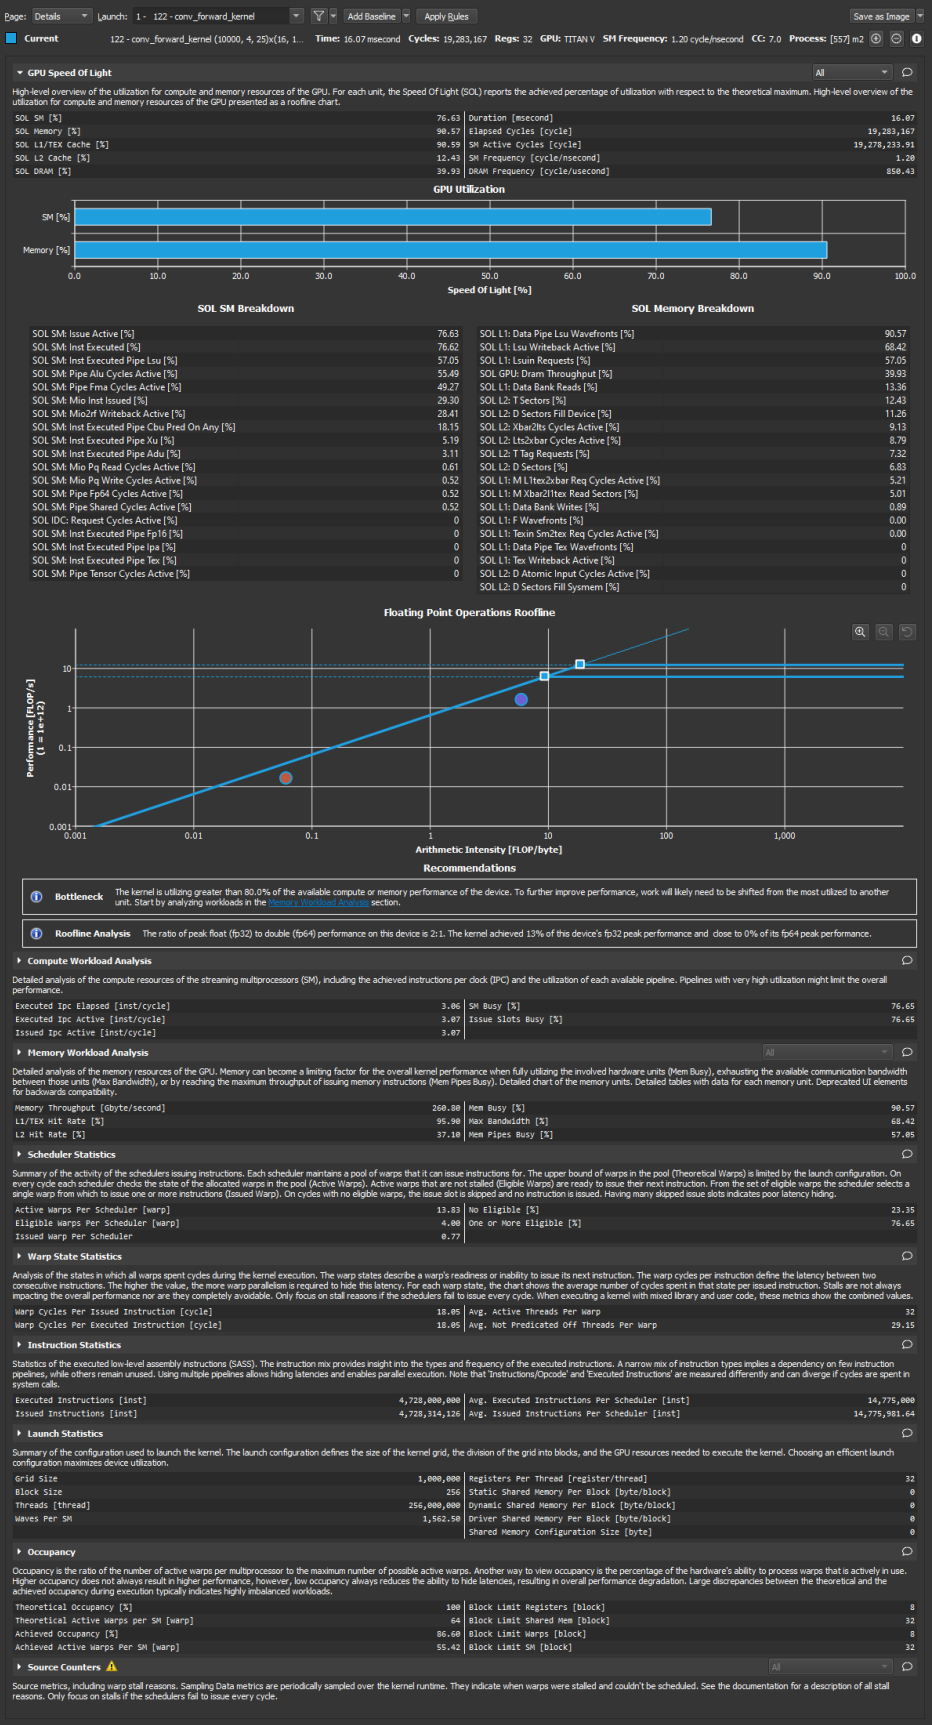 Page: Details Launch: 1 - 122 - conv_forward_kernel Add Baseline Apply Rules Save as Image
Current 122 - conv_forward_kernel (10000, 4, 25)x(16, 1... Time: 16.07 msecond Cycles: 19,283,167 Regs: 32 GPU: TITAN V SM Frequency: 1.20 cycle/nsecond CC: 7.0 Process: [557] m2
GPU Speed Of Light All
High-level overview of the utilization for compute and memory resources of the GPU. For each unit, the Speed Of Light (SOL) reports the achieved percentage of utilization with respect to the theoretical maximum. High-level overview of the
utilization for compute and memory resources of the GPU presented as a roofline chart.
SOL SM [%] 76.63 Duration [msecond] 16.07
SOL Memory [%] 90.57 Elapsed Cycles [cycle] 19,283,167
SOL L1/TEX Cache [%] 90.59 SM Active Cycles [cycle] 19,278,233.91
SOL L2 Cache [%] 12.43 SM Frequency [cycle/nsecond] 1.20
SOL DRAM [%] 39.93 DRAM Frequency [cycle/usecond] 850.43
GPU Utilization
SM [%]
Memory [%]
0.0 10.0 20.0 30.0 40.0 50.0 60.0 70.0 80.0 90.0 100.0
Speed Of Light [%]
SOL SM Breakdown SOL Memory Breakdown
SOL SM: Issue Active [%] 76.63 SOL L1: Data Pipe Lsu Wavefronts [%] 90.57
SOL SM: Inst Executed [%] 76.62 SOL L1: Lsu Writeback Active [%] 68.42
SOL SM: Inst Executed Pipe Lsu [%] 57.05 SOL L1: Lsuin Requests [%] 57.05
SOL SM: Pipe Alu Cycles Active [%] 55.49 SOL GPU: Dram Throughput [%] 39.93
SOL SM: Pipe Fma Cycles Active [%] 49.27 SOL L1: Data Bank Reads [%] 13.36
SOL SM: Mio Inst Issued [%] 29.30 SOL L2: T Sectors [%] 12.43
SOL SM: Mio2rf Writeback Active [%] 28.41 SOL L2: D Sectors Fill Device [%] 11.26
SOL SM: Inst Executed Pipe Cbu Pred On Any [%] 18.15 SOL L2: Xbar2lts Cycles Active [%] 9.13
SOL SM: Inst Executed Pipe Xu [%] 5.19 SOL L2: Lts2xbar Cycles Active [%] 8.79
SOL SM: Inst Executed Pipe Adu [%] 3.11 SOL L2: T Tag Requests [%] 7.32
SOL SM: Mio Pq Read Cycles Active [%] 0.61 SOL L2: D Sectors [%] 6.83
SOL SM: Mio Pq Write Cycles Active [%] 0.52 SOL L1: M L1tex2xbar Req Cycles Active [%] 5.21
SOL SM: Pipe Fp64 Cycles Active [%] 0.52 SOL L1: M Xbar2l1tex Read Sectors [%] 5.01
SOL SM: Pipe Shared Cycles Active [%] 0.52 SOL L1: Data Bank Writes [%] 0.89
SOL IDC: Request Cycles Active [%] 0 SOL L1: F Wavefronts [%] 0.00
SOL SM: Inst Executed Pipe Fp16 [%] 0 SOL L1: Texin Sm2tex Req Cycles Active [%] 0.00
SOL SM: Inst Executed Pipe Ipa [%] 0 SOL L1: Data Pipe Tex Wavefronts [%] 0
SOL SM: Inst Executed Pipe Tex [%] 0 SOL L1: Tex Writeback Active [%] 0
SOL SM: Pipe Tensor Cycles Active [%] 0 SOL L2: D Atomic Input Cycles Active [%] 0
SOL L2: D Sectors Fill Sysmem [%] 0
Floating Point Operations Roofline
Performance [FLOP/s]
(1 = 1e+12)
10
1
0.1
0.01
0.001
0.001 0.01 0.1 1 10 100 1,000
Arithmetic Intensity [FLOP/byte]
Recommendations
Bottleneck The kernel is utilizing greater than 80.0% of the available compute or memory performance of the device. To further improve performance, work will likely need to be shifted from the most utilized to another
unit. Start by analyzing workloads in the Memory Workload Analysis section.
Roofline Analysis The ratio of peak float (fp32) to double (fp64) performance on this device is 2:1. The kernel achieved 13% of this device's fp32 peak performance and close to 0% of its fp64 peak performance.
Compute Workload Analysis
Detailed analysis of the compute resources of the streaming multiprocessors (SM), including the achieved instructions per clock (IPC) and the utilization of each available pipeline. Pipelines with very high utilization might limit the overall
performance.
Executed Ipc Elapsed [inst/cycle] 3.06 SM Busy [%] 76.65
Executed Ipc Active [inst/cycle] 3.07 Issue Slots Busy [%] 76.65
Issued Ipc Active [inst/cycle] 3.07
Memory Workload Analysis All
Detailed analysis of the memory resources of the GPU. Memory can become a limiting factor for the overall kernel performance when fully utilizing the involved hardware units (Mem Busy), exhausting the available communication bandwidth
between those units (Max Bandwidth), or by reaching the maximum throughput of issuing memory instructions (Mem Pipes Busy). Detailed chart of the memory units. Detailed tables with data for each memory unit. Deprecated UI elements
for backwards compatibility.
Memory Throughput [Gbyte/second] 260.80 Mem Busy [%] 90.57
L1/TEX Hit Rate [%] 95.90 Max Bandwidth [%] 68.42
L2 Hit Rate [%] 37.10 Mem Pipes Busy [%] 57.05
Scheduler Statistics
Summary of the activity of the schedulers issuing instructions. Each scheduler maintains a pool of warps that it can issue instructions for. The upper bound of warps in the pool (Theoretical Warps) is limited by the launch configuration. On
every cycle each scheduler checks the state of the allocated warps in the pool (Active Warps). Active warps that are not stalled (Eligible Warps) are ready to issue their next instruction. From the set of eligible warps the scheduler selects a
single warp from which to issue one or more instructions (Issued Warp). On cycles with no eligible warps, the issue slot is skipped and no instruction is issued. Having many skipped issue slots indicates poor latency hiding.
Active Warps Per Scheduler [warp] 13.83 No Eligible [%] 23.35
Eligible Warps Per Scheduler [warp] 4.00 One or More Eligible [%] 76.65
Issued Warp Per Scheduler 0.77
Warp State Statistics
Analysis of the states in which all warps spent cycles during the kernel execution. The warp states describe a warp's readiness or inability to issue its next instruction. The warp cycles per instruction define the latency between two
consecutive instructions. The higher the value, the more warp parallelism is required to hide this latency. For each warp state, the chart shows the average number of cycles spent in that state per issued instruction. Stalls are not always
impacting the overall performance nor are they completely avoidable. Only focus on stall reasons if the schedulers fail to issue every cycle. When executing a kernel with mixed library and user code, these metrics show the combined values.
Warp Cycles Per Issued Instruction [cycle] 18.05 Avg. Active Threads Per Warp 32
Warp Cycles Per Executed Instruction [cycle] 18.05 Avg. Not Predicated Off Threads Per Warp 29.15
Instruction Statistics
Statistics of the executed low-level assembly instructions (SASS). The instruction mix provides insight into the types and frequency of the executed instructions. A narrow mix of instruction types implies a dependency on few instruction
pipelines, while others remain unused. Using multiple pipelines allows hiding latencies and enables parallel execution. Note that 'Instructions/Opcode' and 'Executed Instructions' are measured differently and can diverge if cycles are spent in
system calls.
Executed Instructions [inst] 4,728,000,000 Avg. Executed Instructions Per Scheduler [inst] 14,775,000
Issued Instructions [inst] 4,728,314,126 Avg. Issued Instructions Per Scheduler [inst] 14,775,981.64
Launch Statistics
Summary of the configuration used to launch the kernel. The launch configuration defines the size of the kernel grid, the division of the grid into blocks, and the GPU resources needed to execute the kernel. Choosing an efficient launch
configuration maximizes device utilization.
Grid Size 1,000,000 Registers Per Thread [register/thread] 32
Block Size 256 Static Shared Memory Per Block [byte/block] 0
Threads [thread] 256,000,000 Dynamic Shared Memory Per Block [byte/block] 0
Waves Per SM 1,562.50 Driver Shared Memory Per Block [byte/block] 0
Shared Memory Configuration Size [byte] 0
Occupancy
Occupancy is the ratio of the number of active warps per multiprocessor to the maximum number of possible active warps. Another way to view occupancy is the percentage of the hardware's ability to process warps that is actively in use.
Higher occupancy does not always result in higher performance, however, low occupancy always reduces the ability to hide latencies, resulting in overall performance degradation. Large discrepancies between the theoretical and the
achieved occupancy during execution typically indicates highly imbalanced workloads.
Theoretical Occupancy [%] 100 Block Limit Registers [block] 8
Theoretical Active Warps per SM [warp] 64 Block Limit Shared Mem [block] 32
Achieved Occupancy [%] 86.60 Block Limit Warps [block] 8
Achieved Active Warps Per SM [warp] 55.42 Block Limit SM [block] 32
Source Counters All
Source metrics, including warp stall reasons. Sampling Data metrics are periodically sampled over the kernel runtime. They indicate when warps were stalled and couldn't be scheduled. See the documentation for a description of all stall
reasons. Only focus on stalls if the schedulers fail to issue every cycle.